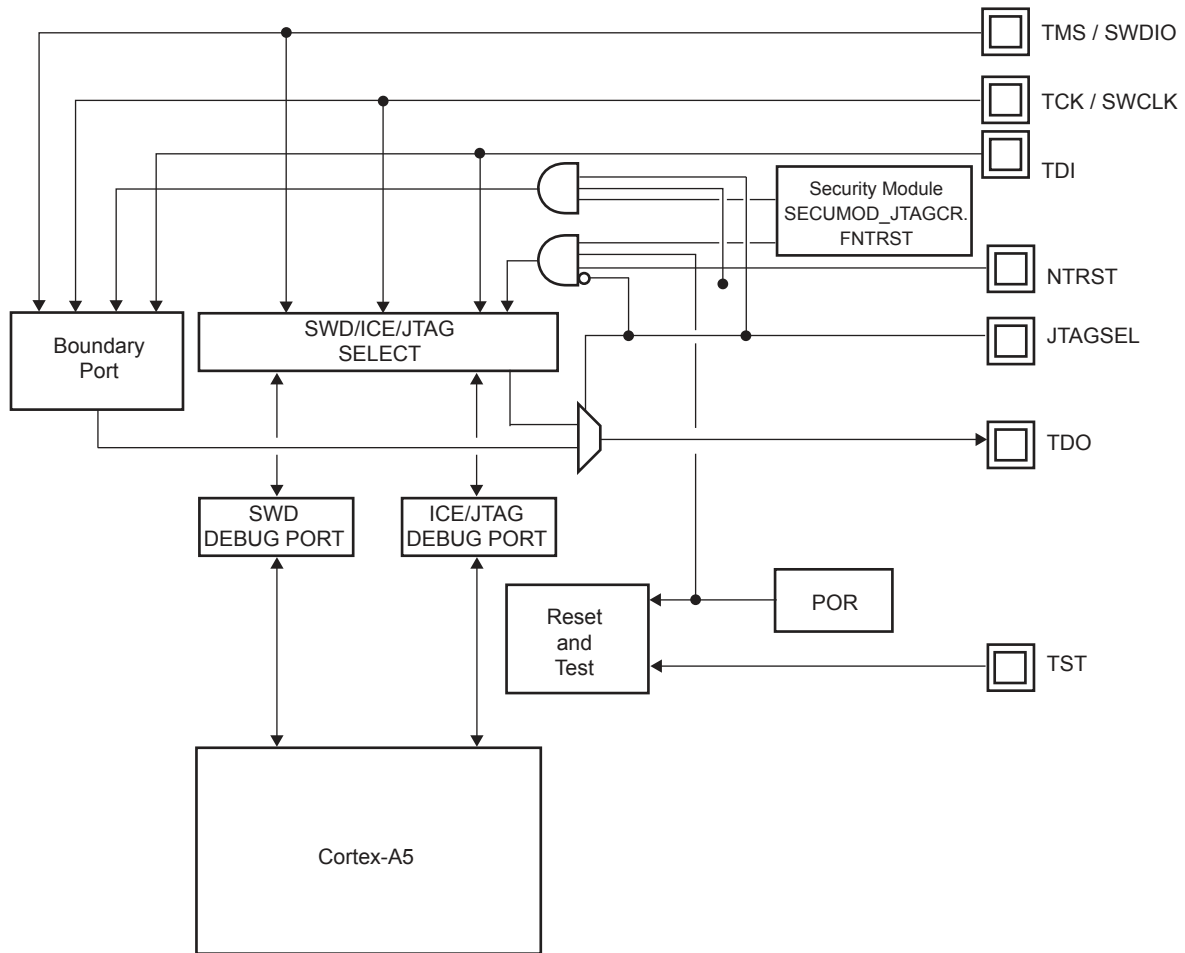 TMS / SWDIO
TCK / SWCLK
TDI
Security Module
SECUMOD_JTAGCR.
FNTRST
NTRST
Boundary
Port
SWD/ICE/JTAG
SELECT
JTAGSEL
TDO
SWD
DEBUG PORT
ICE/JTAG
DEBUG PORT
Reset
and
Test
POR
TST
Cortex-A5